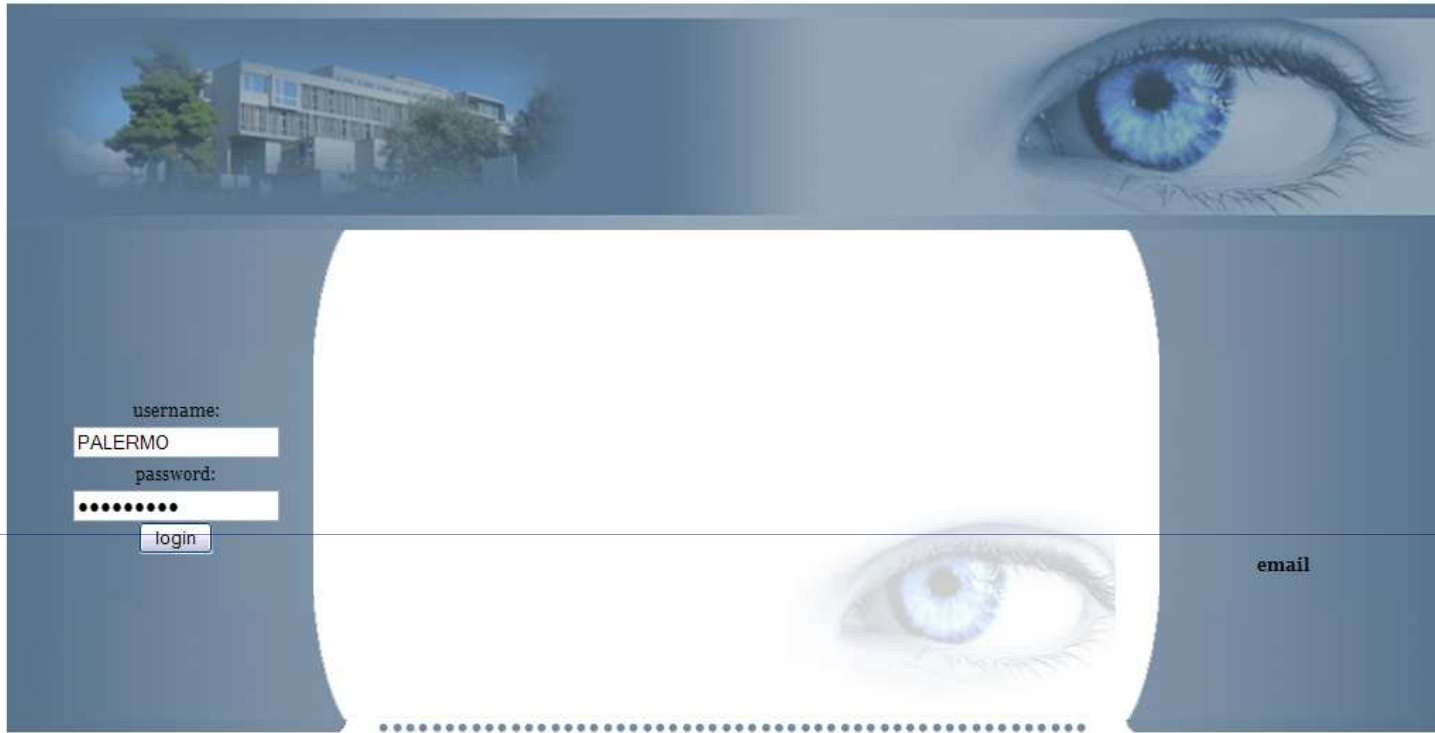 username:
PALERMO
password:
•••••••••
login
email